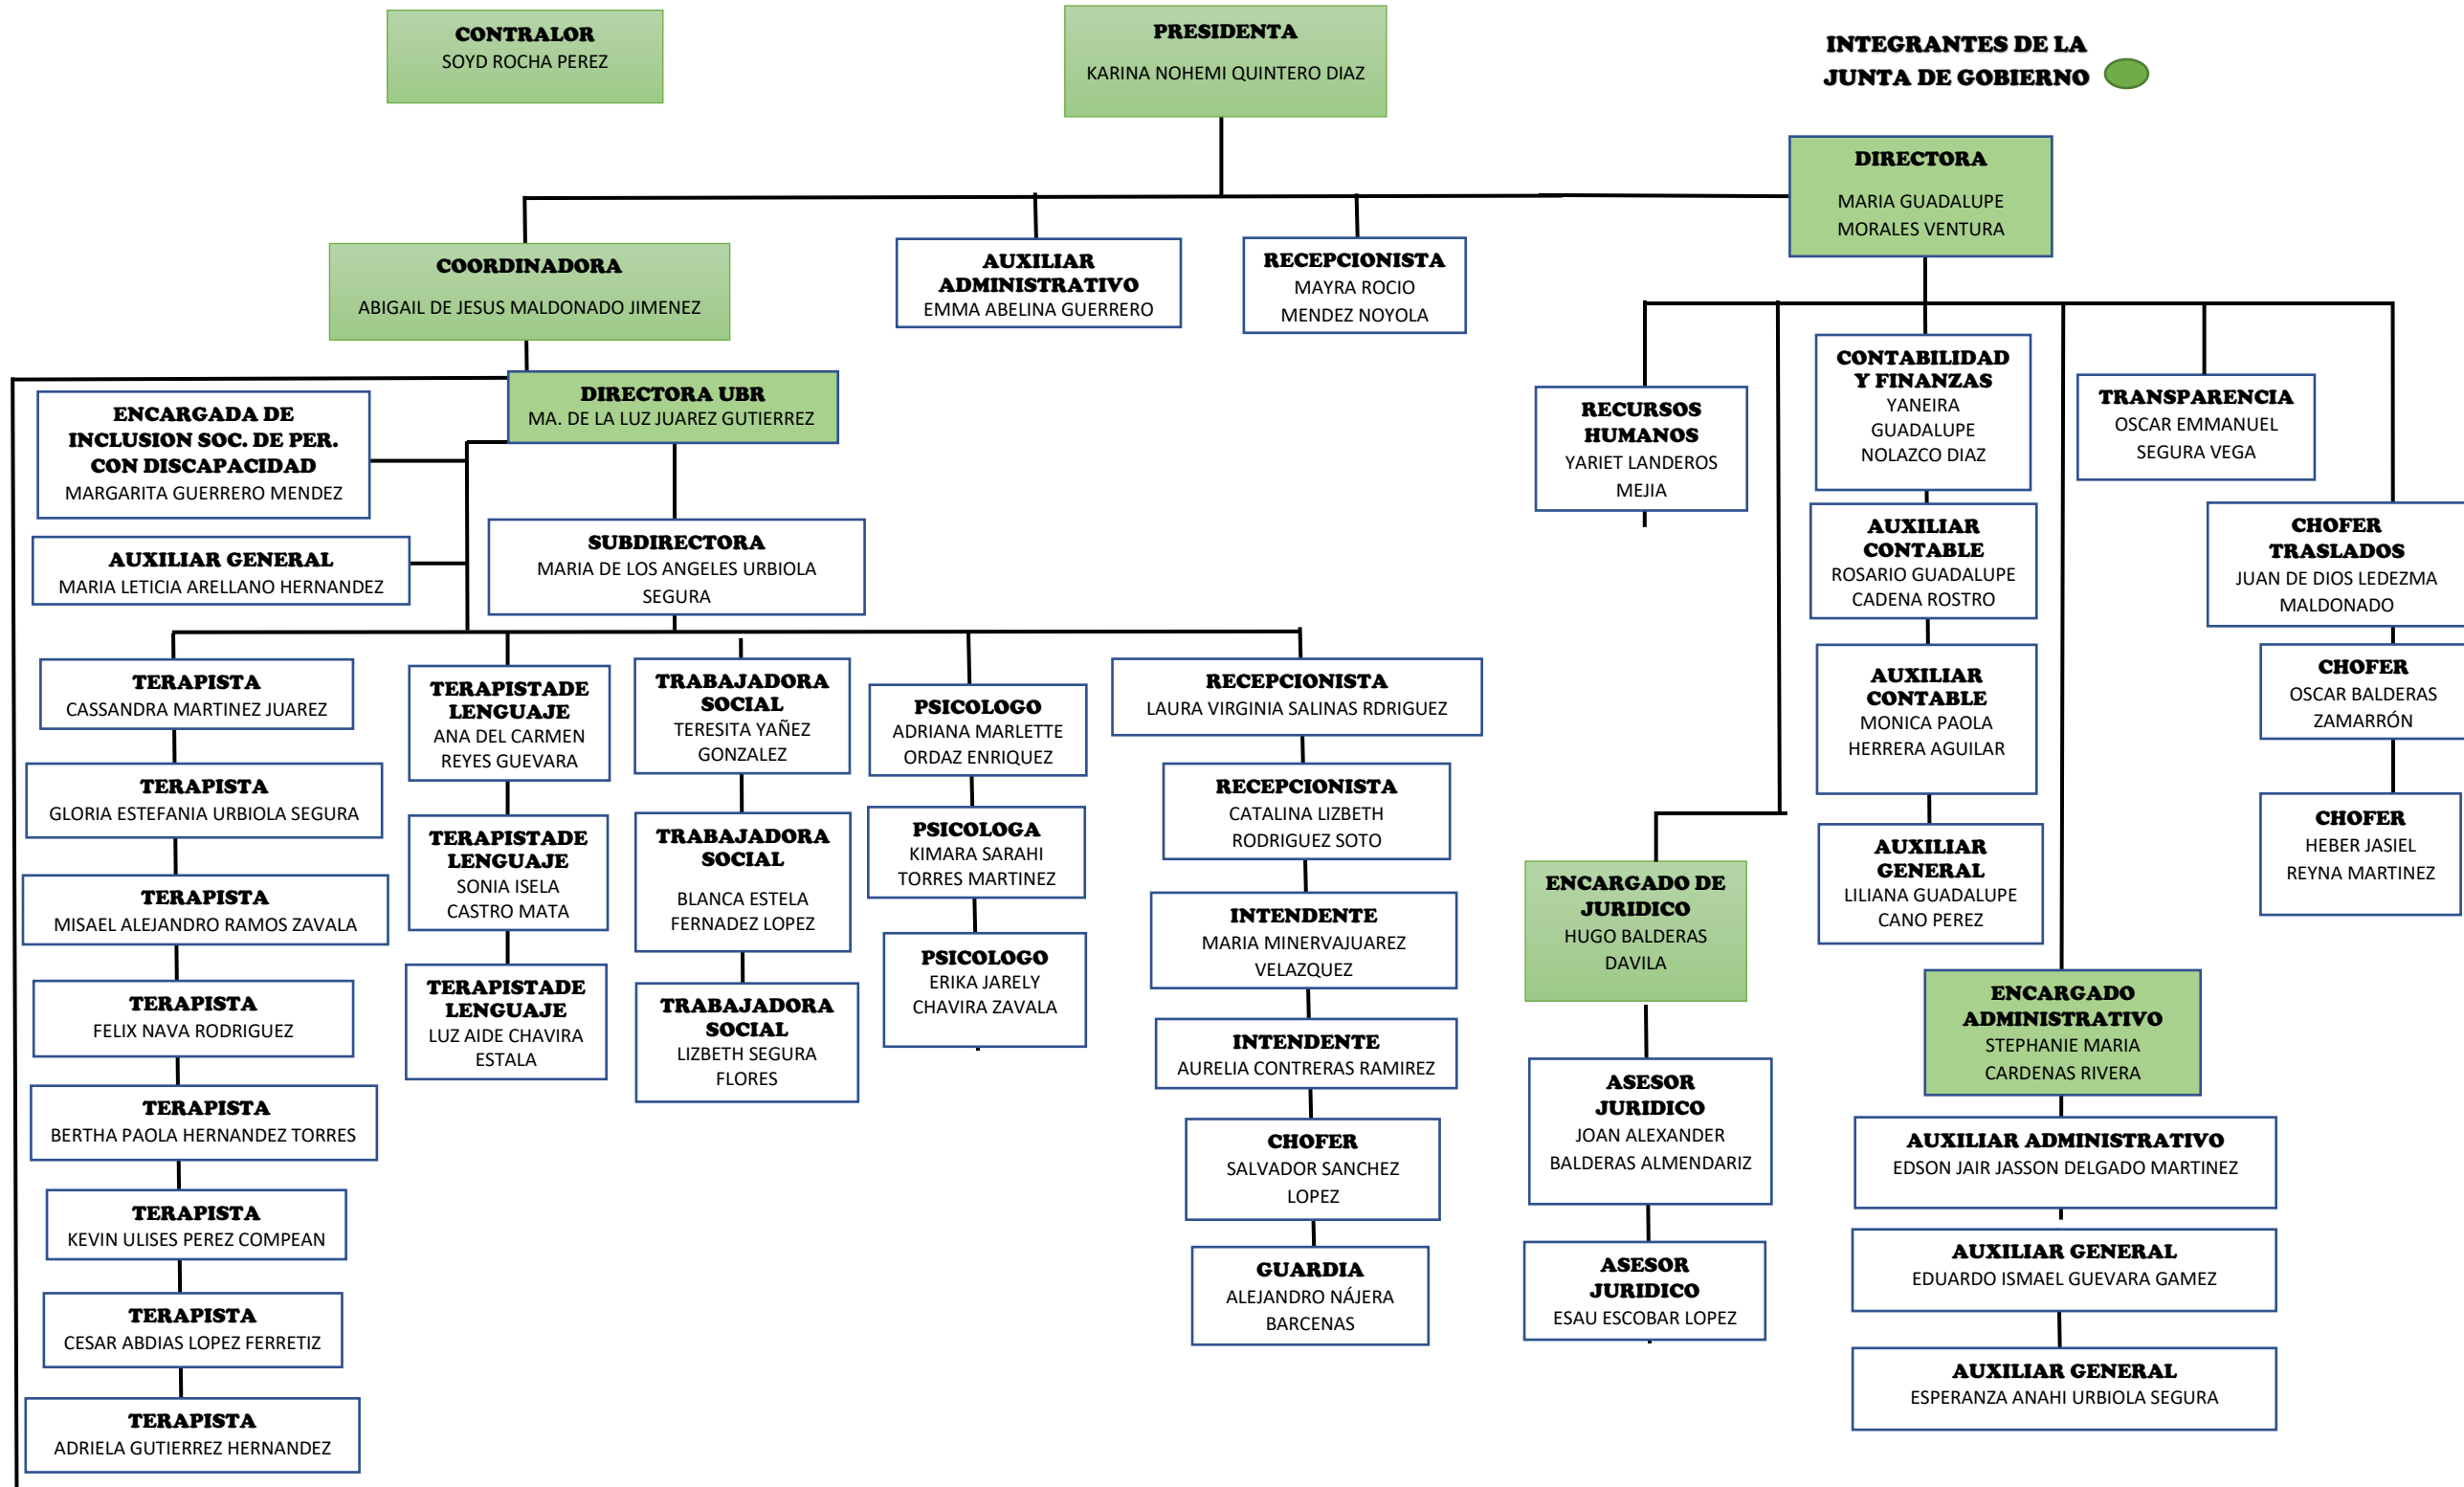 CONTRALOR
SOYD ROCHA PEREZ
PRESIDENTA
KARINA NOHEMI QUINTERO DIAZ
INTEGRANTES DE LA
JUNTA DE GOBIERNO
DIRECTORA
MARIA GUADALUPE
MORALES VENTURA
COORDINADORA
ABIGAIL DE JESUS MALDONADO JIMENEZ
AUXILIAR
ADMINISTRATIVO
EMMA ABELINA GUERRERO
RECEPCIONISTA
MAYRA ROCIO
MENDEZ NOYOLA
DIRECTORA UBR
MA. DE LA LUZ JUAREZ GUTIERREZ
ENCARGADA DE
INCLUSION SOC. DE PER.
CON DISCAPACIDAD
MARGARITA GUERRERO MENDEZ
AUXILIAR GENERAL
MARIA LETICIA ARELLANO HERNANDEZ
SUBDIRECTORA
MARIA DE LOS ANGELES URBIOLA
SEGURA
TERAPISTA
CASSANDRA MARTINEZ JUAREZ
TERAPISTA
GLORIA ESTEFANIA URBIOLA SEGURA
TERAPISTA
MISAEL ALEJANDRO RAMOS ZAVALA
TERAPISTA
FELIX NAVA RODRIGUEZ
TERAPISTA
BERTHA PAOLA HERNANDEZ TORRES
TERAPISTA
KEVIN ULISES PEREZ COMPEAN
TERAPISTA
CESAR ABDIAS LOPEZ FERRETIZ
TERAPISTA
ADRIELA GUTIERREZ HERNANDEZ
TERAPISTADE
LENGUAJE
ANA DEL CARMEN
REYES GUEVARA
TERAPISTADE
LENGUAJE
SONIA ISELA
CASTRO MATA
TERAPISTADE
LENGUAJE
LUZ AIDE CHAVIRA
ESTALA
TRABAJADORA
SOCIAL
TERESITA YAÑEZ
GONZALEZ
TRABAJADORA
SOCIAL
BLANCA ESTELA
FERNADEZ LOPEZ
TRABAJADORA
SOCIAL
LIZBETH SEGURA
FLORES
PSICOLOGO
ADRIANA MARLETTE
ORDAZ ENRIQUEZ
PSICOLOGA
KIMARA SARAHI
TORRES MARTINEZ
PSICOLOGO
ERIKA JARELY
CHAVIRA ZAVALA
RECEPCIONISTA
LAURA VIRGINIA SALINAS RDRIGUEZ
RECEPCIONISTA
CATALINA LIZBETH
RODRIGUEZ SOTO
INTENDENTE
MARIA MINERVAJUAREZ
VELAZQUEZ
INTENDENTE
AURELIA CONTRERAS RAMIREZ
CHOFER
SALVADOR SANCHEZ
LOPEZ
GUARDIA
ALEJANDRO NÁJERA
BARCENAS
RECURSOS
HUMANOS
YARIET LANDEROS
MEJIA
ENCARGADO DE
JURIDICO
HUGO BALDERAS
DAVILA
ASESOR
JURIDICO
JOAN ALEXANDER
BALDERAS ALMENDARIZ
ASESOR
JURIDICO
ESAU ESCOBAR LOPEZ
CONTABILIDAD
Y FINANZAS
YANEIRA
GUADALUPE
NOLAZCO DIAZ
AUXILIAR
CONTABLE
ROSARIO GUADALUPE
CADENA ROSTRO
AUXILIAR
CONTABLE
MONICA PAOLA
HERRERA AGUILAR
AUXILIAR
GENERAL
LILIANA GUADALUPE
CANO PEREZ
ENCARGADO
ADMINISTRATIVO
STEPHANIE MARIA
CARDENAS RIVERA
AUXILIAR ADMINISTRATIVO
EDSON JAIR JASSON DELGADO MARTINEZ
AUXILIAR GENERAL
EDUARDO ISMAEL GUEVARA GAMEZ
AUXILIAR GENERAL
ESPERANZA ANAHI URBIOLA SEGURA
TRANSPARENCIA
OSCAR EMMANUEL
SEGURA VEGA
CHOFER
TRASLADOS
JUAN DE DIOS LEDEZMA
MALDONADO
CHOFER
OSCAR BALDERAS
ZAMARRÓN
CHOFER
HEBER JASIEL
REYNA MARTINEZ